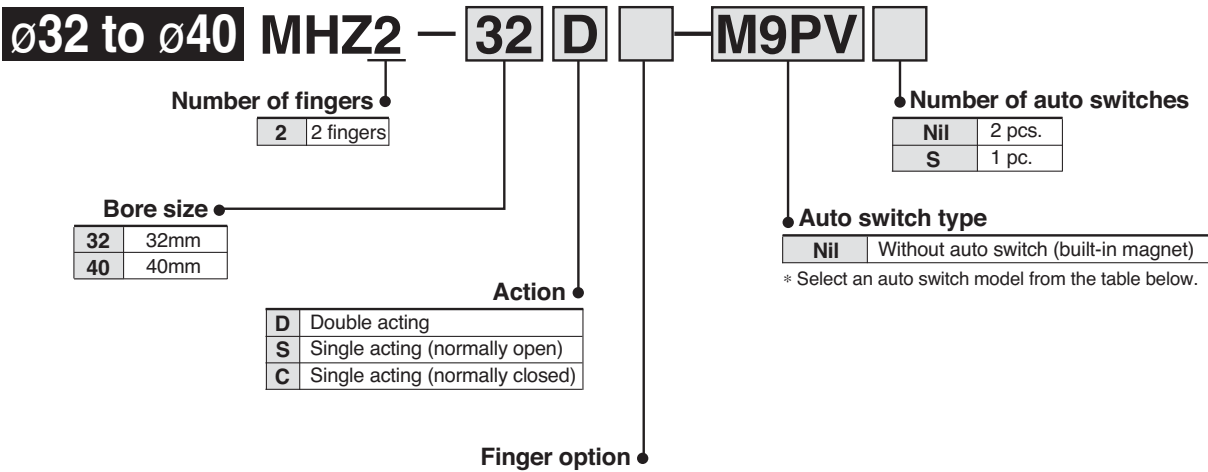 ø32 to ø40 MHZ2 — 32 D — M9PV
Number of fingers
2 2 fingers
Number of auto switches
Nil 2 pcs.
S 1 pc.
Bore size
32 32mm
40 40mm
Auto switch type
Nil Without auto switch (built-in magnet)
* Select an auto switch model from the table below.
Action
D Double acting
S Single acting (normally open)
C Single acting (normally closed)
Finger option